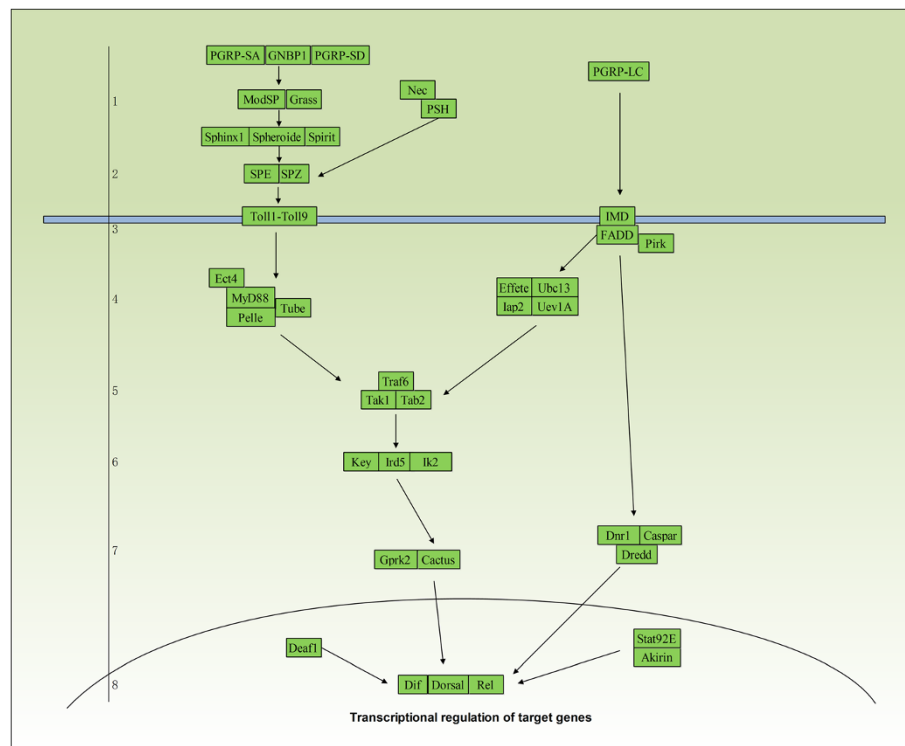 PGRP-SA GNBP1 PGRP-SD
PGRP-LC
1
Nec
PSH
ModSP Grass
Sphinx1 Spheroide Spirit
2
SPE SPZ
Toll1-Toll9
IMD
3
FADD
Pirk
Ect4
4
MyD88
Tube
Pelle
Effete Ubc13
Iap2 Uev1A
5
Traf6
Tak1 Tab2
6
Key Ird5 Ik2
7
Gprk2 Cactus
Dnr1 Caspar
Dredd
Deaf1
Stat92E
Akirin
8
Dif Dorsal Rel
Transcriptional regulation of target genes